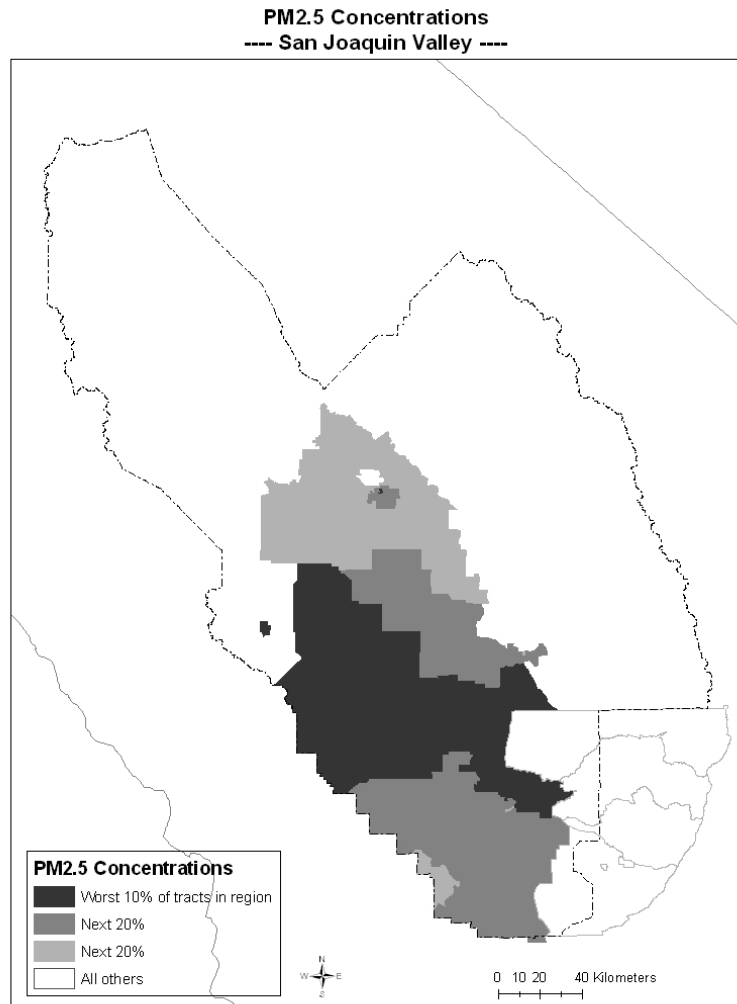 PM2.5 Concentrations
---- San Joaquin Valley ----
PM2.5 Concentrations
Worst 10% of tracts in region
Next 20%
Next 20%
All others
N
W E
S
0 10 20 40 Kilometers